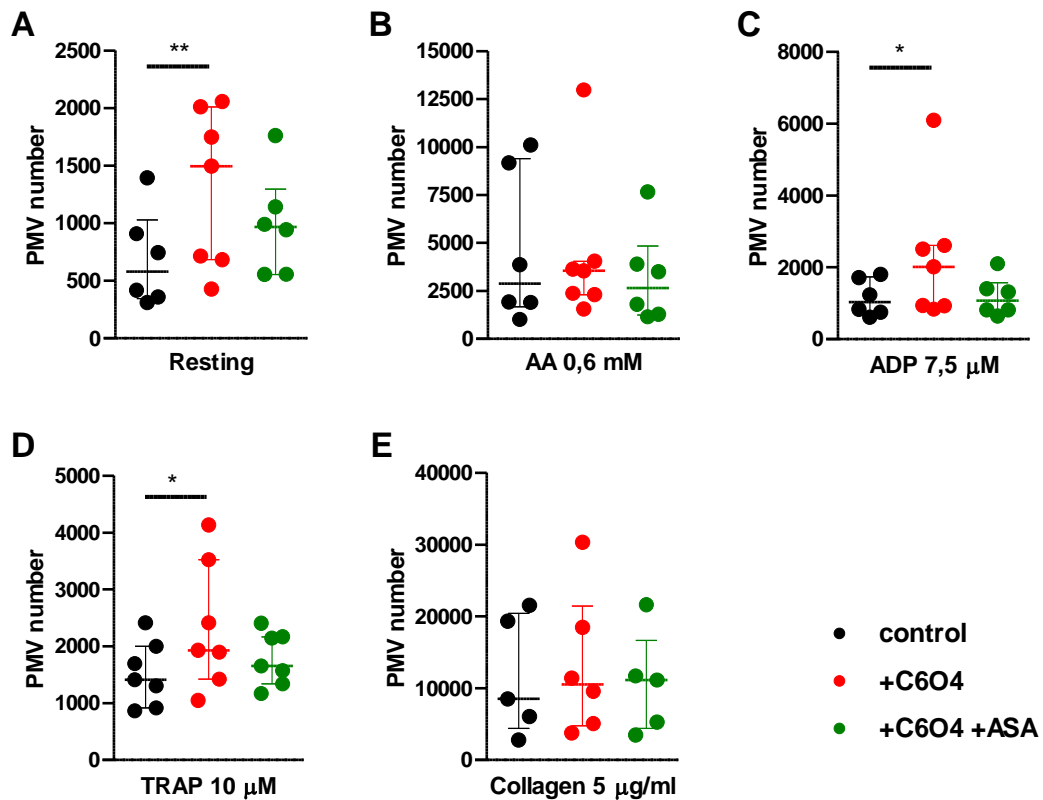 A
PMV number
2500
2000
1500
1000
500
0
**
Resting
B
PMV number
15000
12500
10000
7500
5000
2500
0
AA 0,6 mM
C
PMV number
8000
6000
4000
2000
0
*
ADP 7,5 μM
D
PMV number
5000
4000
3000
2000
1000
0
*
TRAP 10 μM
E
PMV number
40000
30000
20000
10000
0
Collagen 5 μg/ml
control
+C6O4
+C6O4 +ASA